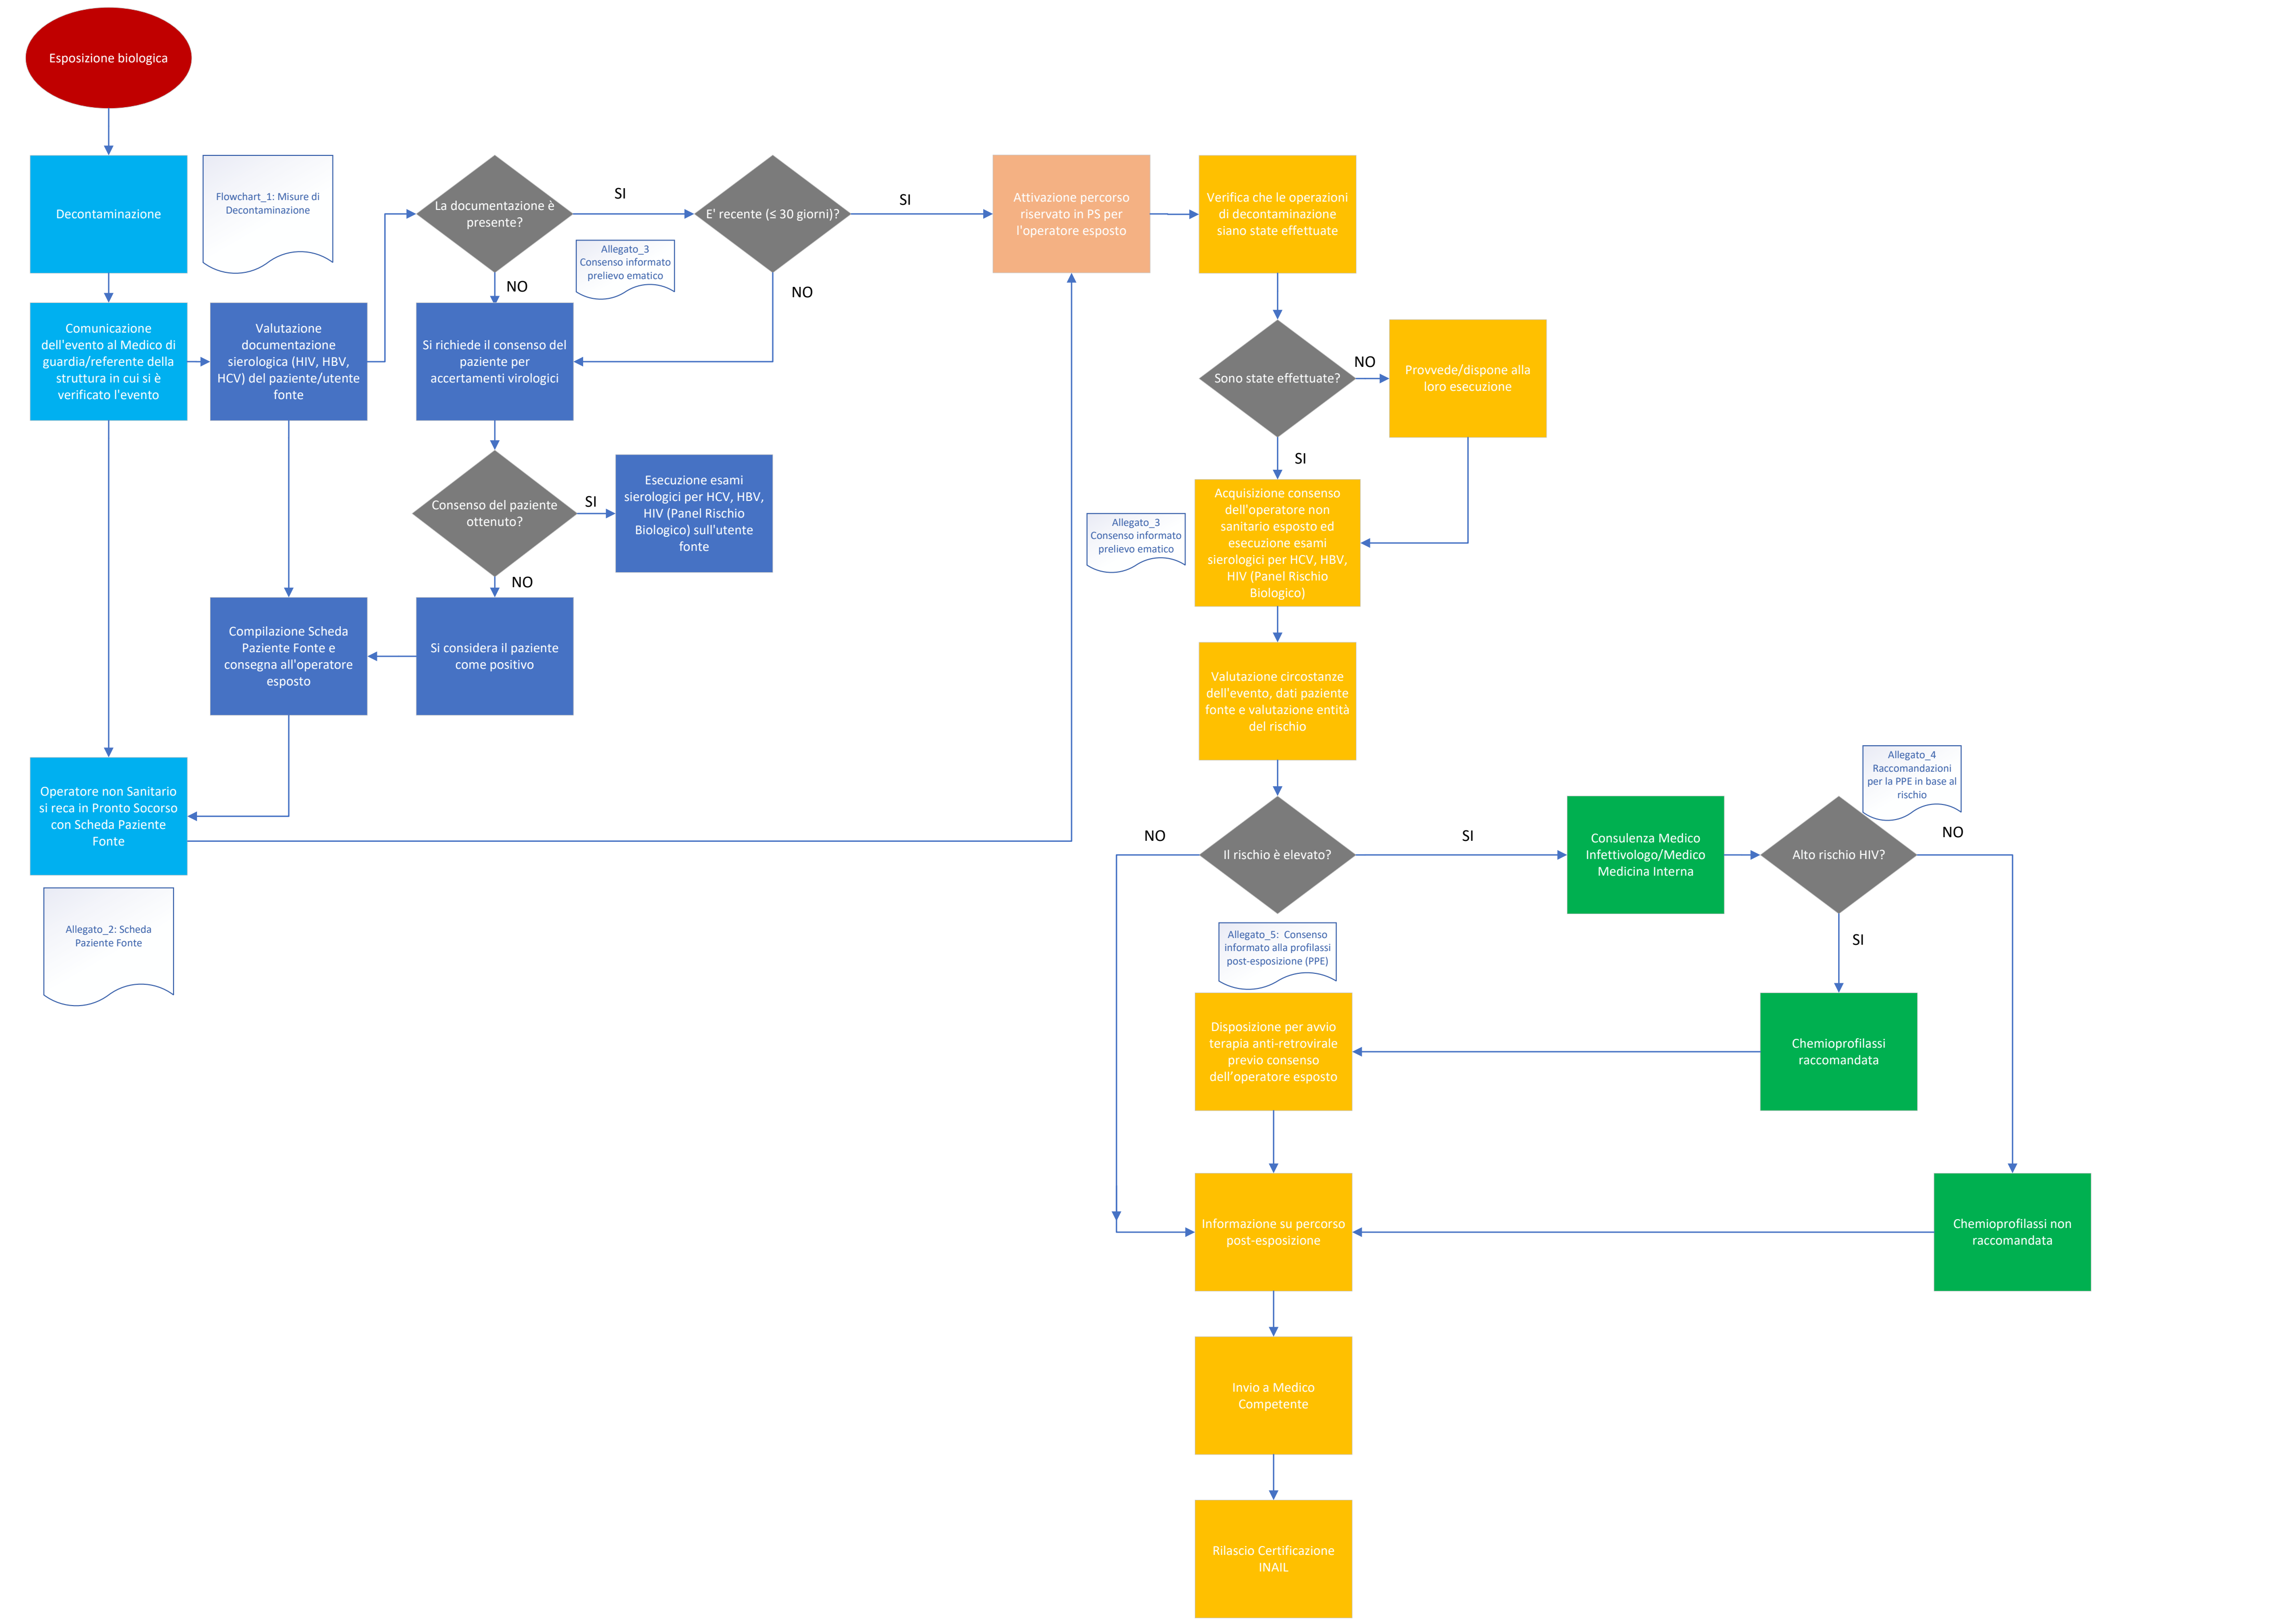 Esposizione biologica
Decontaminazione
Flowchart_1: Misure di
Decontaminazione
La documentazione è
presente?
SI
E' recente (≤ 30 giorni)?
SI
Attivazione percorso
riservato in PS per
l'operatore esposto
Verifica che le operazioni
di decontaminazione
siano state effettuate
Allegato_3
Consenso informato
prelievo ematico
NO
NO
Comunicazione
dell'evento al Medico di
guardia/referente della
struttura in cui si è
verificato l'evento
Valutazione
documentazione
sierologica (HIV, HBV,
HCV) del paziente/utente
fonte
Si richiede il consenso del
paziente per
accertamenti virologici
Sono state effettuate?
NO
Provvede/dispone alla
loro esecuzione
SI
Consenso del paziente
ottenuto?
SI
Esecuzione esami
sierologici per HCV, HBV,
HIV (Panel Rischio
Biologico) sull'utente
fonte
Allegato_3
Consenso informato
prelievo ematico
Acquisizione consenso
dell'operatore non
sanitario esposto ed
esecuzione esami
sierologici per HCV, HBV,
HIV (Panel Rischio
Biologico)
NO
Compilazione Scheda
Paziente Fonte e
consegna all'operatore
esposto
Si considera il paziente
come positivo
Valutazione circostanze
dell'evento, dati paziente
fonte e valutazione entità
del rischio
Operatore non Sanitario
si reca in Pronto Soccorso
con Scheda Paziente
Fonte
Allegato_4
Raccomandazioni
per la PPE in base al
rischio
NO
Il rischio è elevato?
SI
Consulenza Medico
Infettivologo/Medico
Medicina Interna
Alto rischio HIV?
NO
Allegato_2: Scheda
Paziente Fonte
Allegato_5:  Consenso
informato alla profilassi
post-esposizione (PPE)
SI
Disposizione per avvio
terapia anti-retrovirale
previo consenso
dell'operatore esposto
Chemioprofilassi
raccomandata
Informazione su percorso
post-esposizione
Chemioprofilassi non
raccomandata
Invio a Medico
Competente
Rilascio Certificazione
INAIL